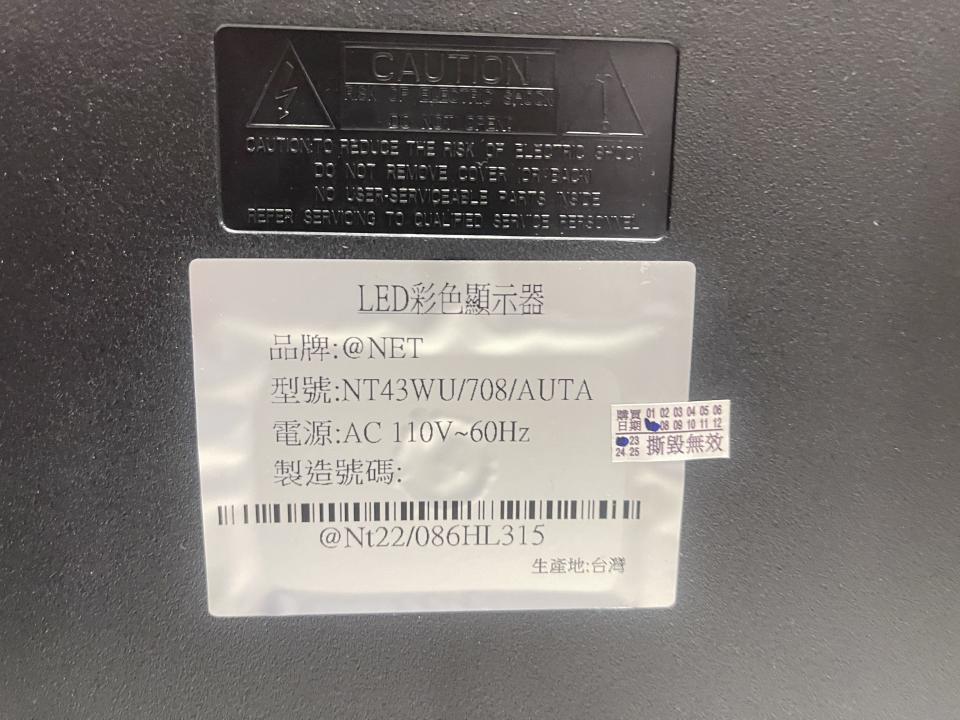 CAUTION
RISK OF ELECTRIC SHOCK
DO NOT OPEN!
CAUTION:TO REDUCE THE RISK OF ELECTRIC SHOCK
DO NOT REMOVE COVER (OR BACK)
NO USER-SERVICEABLE PARTS INSIDE
REFER SERVICING TO QUALIFIED SERVICE PERSONNEL
LED彩色顯示器
品牌:@NET
型號:NT43WU/708/AUTA
電源:AC 110V~60Hz
製造號碼:
@Nt22/086HL315
生產地:台灣
購買 01 02 03 04 05 06
日期 08 09 10 11 12
23
24 25 撕毀無效